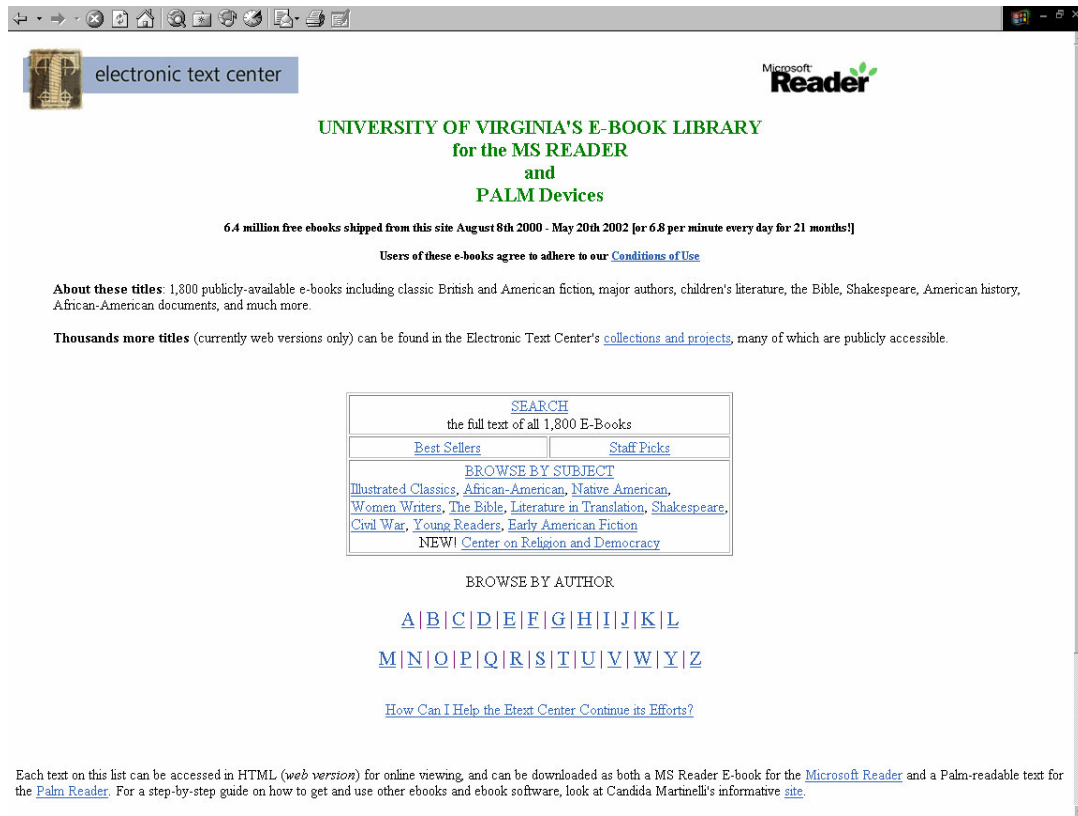 electronic text center
Microsoft
Reader
UNIVERSITY OF VIRGINIA'S E-BOOK LIBRARY
for the MS READER
and
PALM Devices
6.4 million free ebooks shipped from this site August 8th 2000 - May 20th 2002 [or 6.8 per minute every day for 21 months!]
Users of these e-books agree to adhere to our Conditions of Use
About these titles: 1,800 publicly-available e-books including classic British and American fiction, major authors, children's literature, the Bible, Shakespeare, American history,
African-American documents, and much more.
Thousands more titles (currently web versions only) can be found in the Electronic Text Center's collections and projects, many of which are publicly accessible.
SEARCH
the full text of all 1,800 E-Books
Best Sellers
Staff Picks
BROWSE BY SUBJECT
Illustrated Classics, African-American, Native American,
Women Writers, The Bible, Literature in Translation, Shakespeare,
Civil War, Young Readers, Early American Fiction
NEW! Center on Religion and Democracy
BROWSE BY AUTHOR
A | B | C | D | E | F | G | H | I | J | K | L
M | N | O | P | Q | R | S | T | U | V | W | Y | Z
How Can I Help the Etext Center Continue its Efforts?
Each text on this list can be accessed in HTML (web version) for online viewing, and can be downloaded as both a MS Reader E-book for the Microsoft Reader and a Palm-readable text for
the Palm Reader. For a step-by-step guide on how to get and use other ebooks and ebook software, look at Candida Martinelli's informative site.